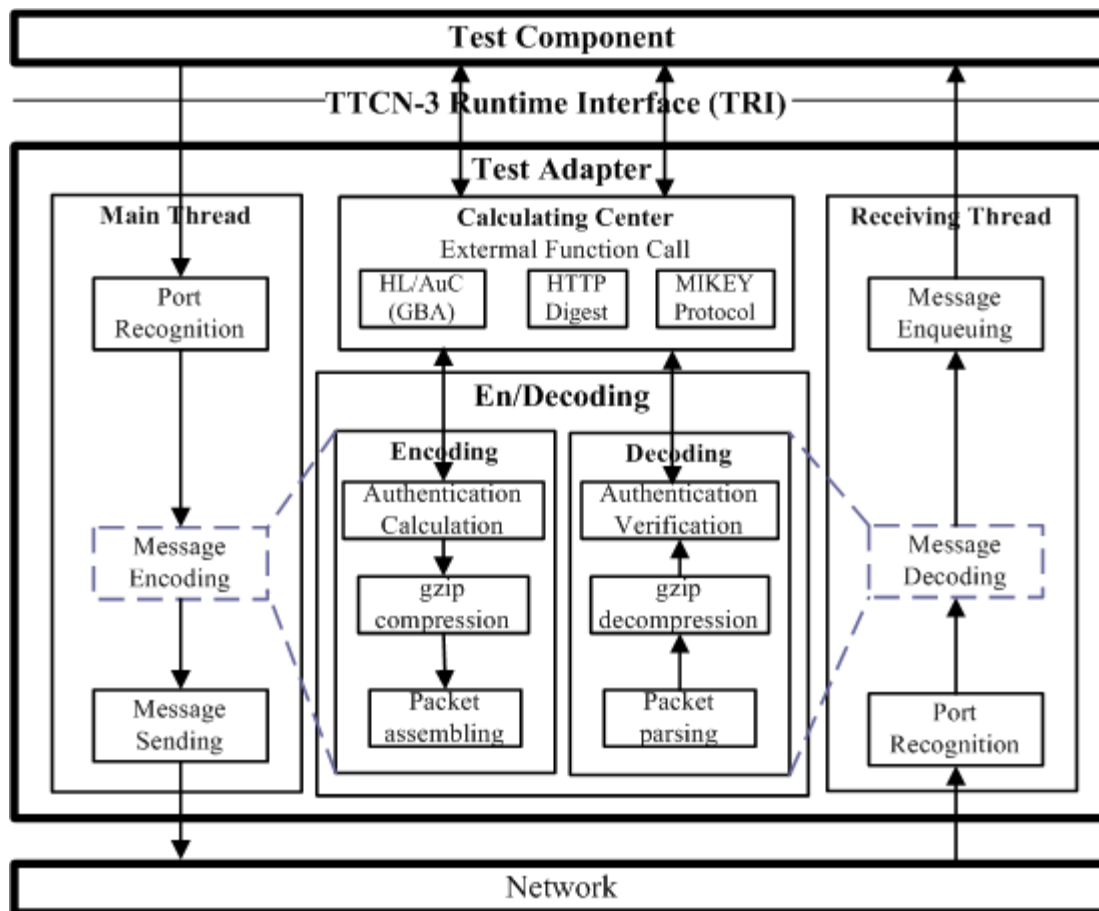 Test Component
TTCN-3 Runtime Interface (TRI)
Test Adapter
Main Thread
Port
Recognition
Message
Encoding
Message
Sending
Calculating Center
Extermal Function Call
HL/AuC
(GBA)
HTTP
Digest
MIKEY
Protocol
En/Decoding
Encoding
Authentication
Calculation
gzip
compression
Packet
assembling
Decoding
Authentication
Verification
gzip
decompression
Packet
parsing
Receiving Thread
Message
Enqueuing
Message
Decoding
Port
Recognition
Network